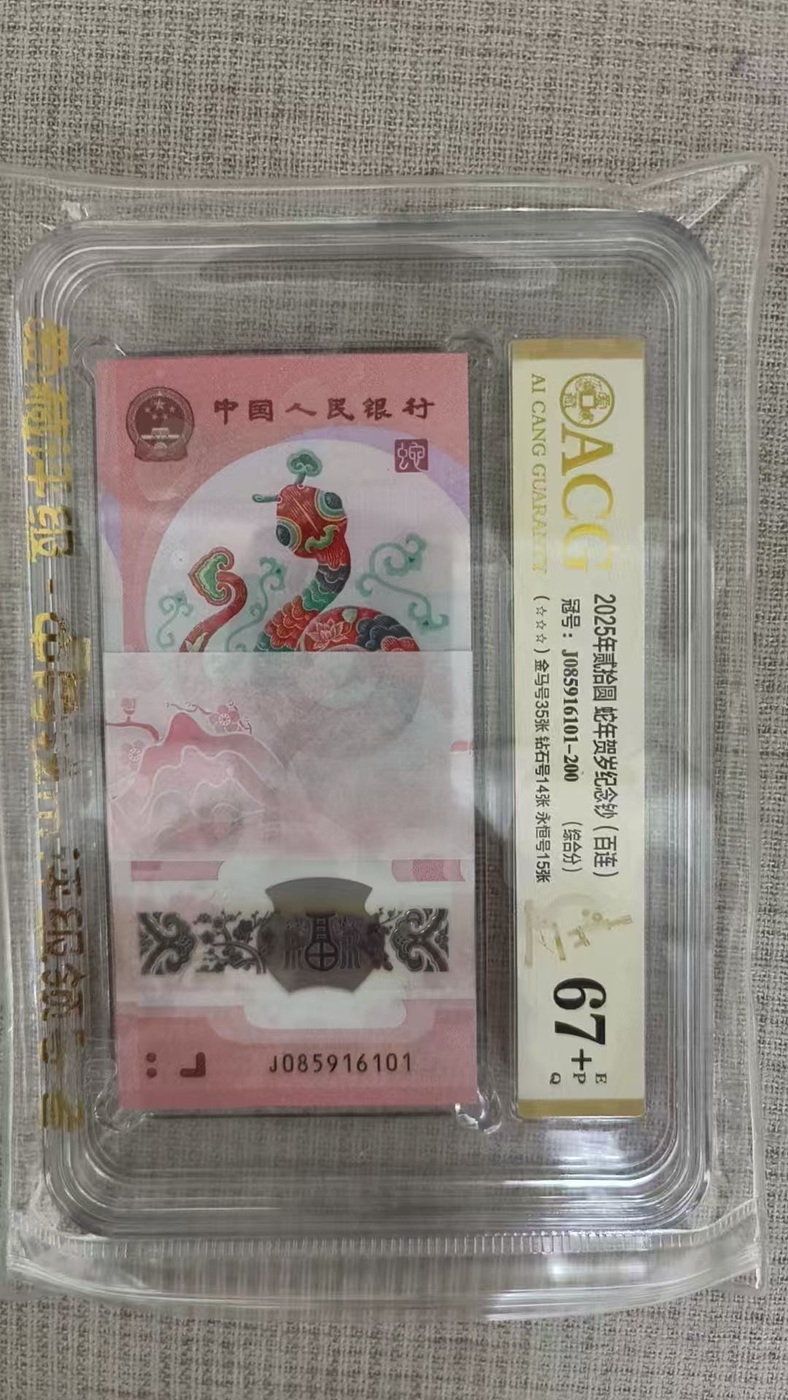 中国人民银行
蛇
J085916101
ACG
AI CANG GUARANTY
2025年贰拾圆 蛇年贺岁纪念钞（百连）
冠号：J085916101-200 （综合分）
（☆☆☆）金马号35张 钻石号14张 永恒号15张
67+
E
P
Q